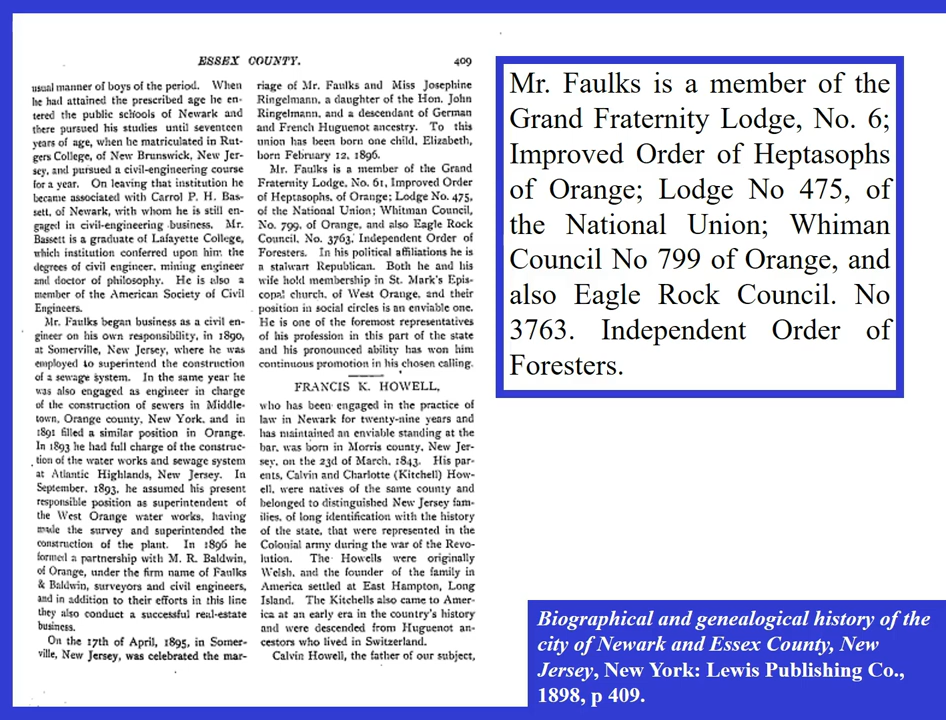 ESSEX COUNTY. 409
usual manner of boys of the period. When
he had attained the prescribed age he en-
tered the public schools of Newark and
there pursued his studies until seventeen
years of age, when he matriculated in Rut-
gers College, of New Brunswick, New Jer-
sey, and pursued a civil-engineering course
for a year. On leaving that institution he
became associated with Carrol P. H. Bas-
sett, of Newark, with whom he is still en-
gaged in civil-engineering business. Mr.
Bassett is a graduate of Lafayette College,
which institution conferred upon him the
degrees of civil engineer, mining engineer
and doctor of philosophy. He is also a
member of the American Society of Civil
Engineers.
Mr. Faulks began business as a civil en-
gineer on his own responsibility, in 1890,
at Somerville, New Jersey, where he was
employed to superintend the construction
of a sewage system. In the same year he
was also engaged as engineer in charge
of the construction of sewers in Middle-
town, Orange county, New York, and in
1891 filled a similar position in Orange.
In 1893 he had full charge of the construc-
tion of the water works and sewage system
at Atlantic Highlands, New Jersey. In
September, 1893, he assumed his present
responsible position as superintendent of
the West Orange water works, having
made the survey and superintended the
construction of the plant. In 1896 he
formed a partnership with M. R. Baldwin,
of Orange, under the firm name of Faulks
& Baldwin, surveyors and civil engineers,
and in addition to their efforts in this line
they also conduct a successful real-estate
business.
On the 17th of April, 1895, in Somer-
ville, New Jersey, was celebrated the mar-
riage of Mr. Faulks and Miss Josephine
Ringelmann, a daughter of the Hon. John
Ringelmann, and a descendant of German
and French Huguenot ancestry. To this
union has been born one child, Elizabeth,
born February 12, 1896.
Mr. Faulks is a member of the Grand
Fraternity Lodge, No. 61, Improved Order
of Heptasophs, of Orange; Lodge No. 475,
of the National Union; Whitman Council,
No. 799, of Orange, and also Eagle Rock
Council, No. 3763, Independent Order of
Foresters. In his political affiliations he is
a stalwart Republican. Both he and his
wife hold membership in St. Mark's Epis-
copal church, of West Orange, and their
position in social circles is an enviable one.
He is one of the foremost representatives
of his profession in this part of the state
and his pronounced ability has won him
continuous promotion in his chosen calling.
FRANCIS K. HOWELL,
who has been engaged in the practice of
law in Newark for twenty-nine years and
has maintained an enviable standing at the
bar, was born in Morris county, New Jer-
sey, on the 23d of March, 1843. His par-
ents, Calvin and Charlotte (Kitchell) How-
ell, were natives of the same county and
belonged to distinguished New Jersey fam-
ilies, of long identification with the history
of the state, that were represented in the
Colonial army during the war of the Revo-
lution. The Howells were originally
Welsh, and the founder of the family in
America settled at East Hampton, Long
Island. The Kitchells also came to Amer-
ica at an early era in the country's history
and were descended from Huguenot an-
cestors who lived in Switzerland.
Calvin Howell, the father of our subject,
Mr. Faulks is a member of the
Grand Fraternity Lodge, No. 6;
Improved Order of Heptasophs
of Orange; Lodge No 475, of
the National Union; Whiman
Council No 799 of Orange, and
also Eagle Rock Council. No
3763. Independent Order of
Foresters.
Biographical and genealogical history of the
city of Newark and Essex County, New
Jersey, New York: Lewis Publishing Co.,
1898, p 409.